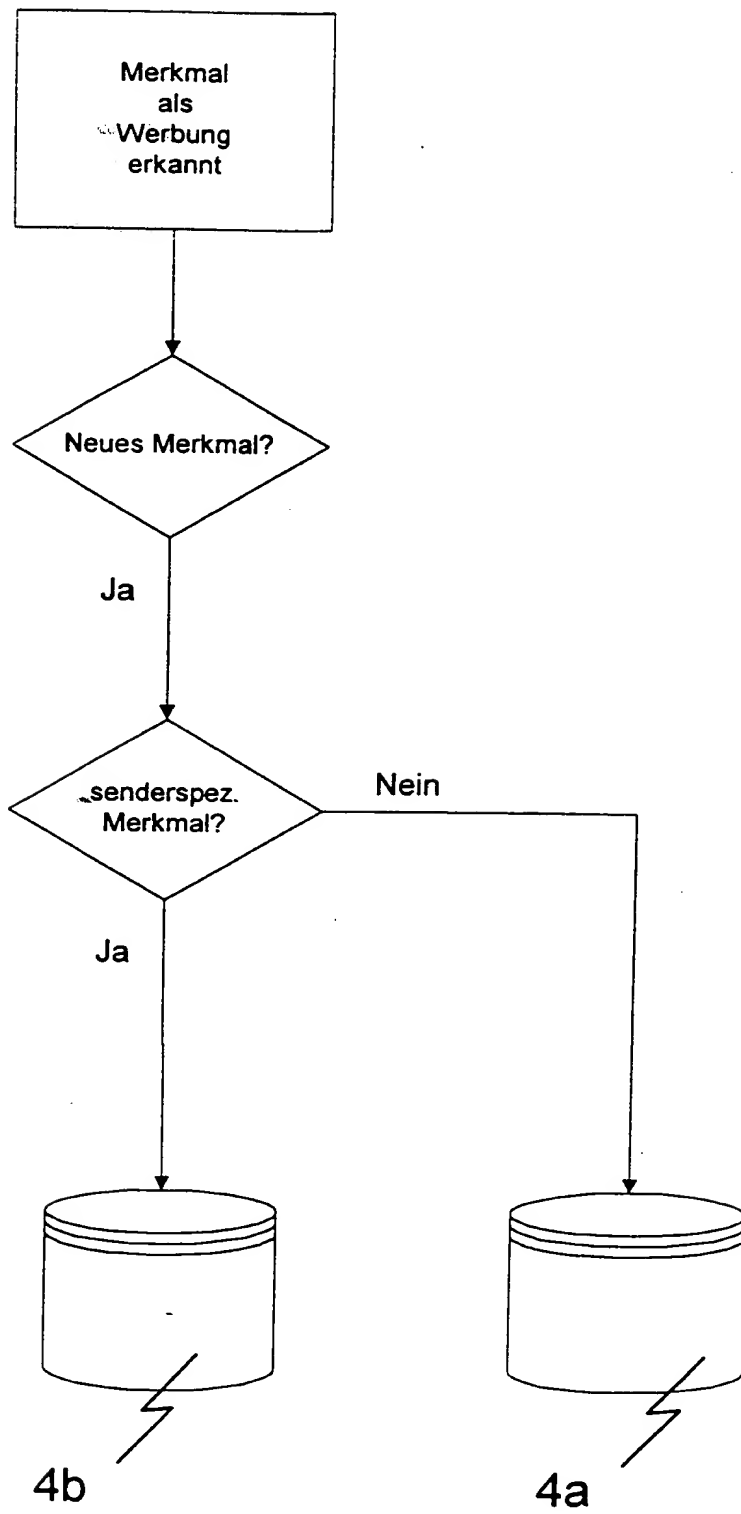 Merkmal
als
Werbung
erkannt
Neues Merkmal?
Ja
senderspez.
Merkmal?
Nein
Ja
4b
4a